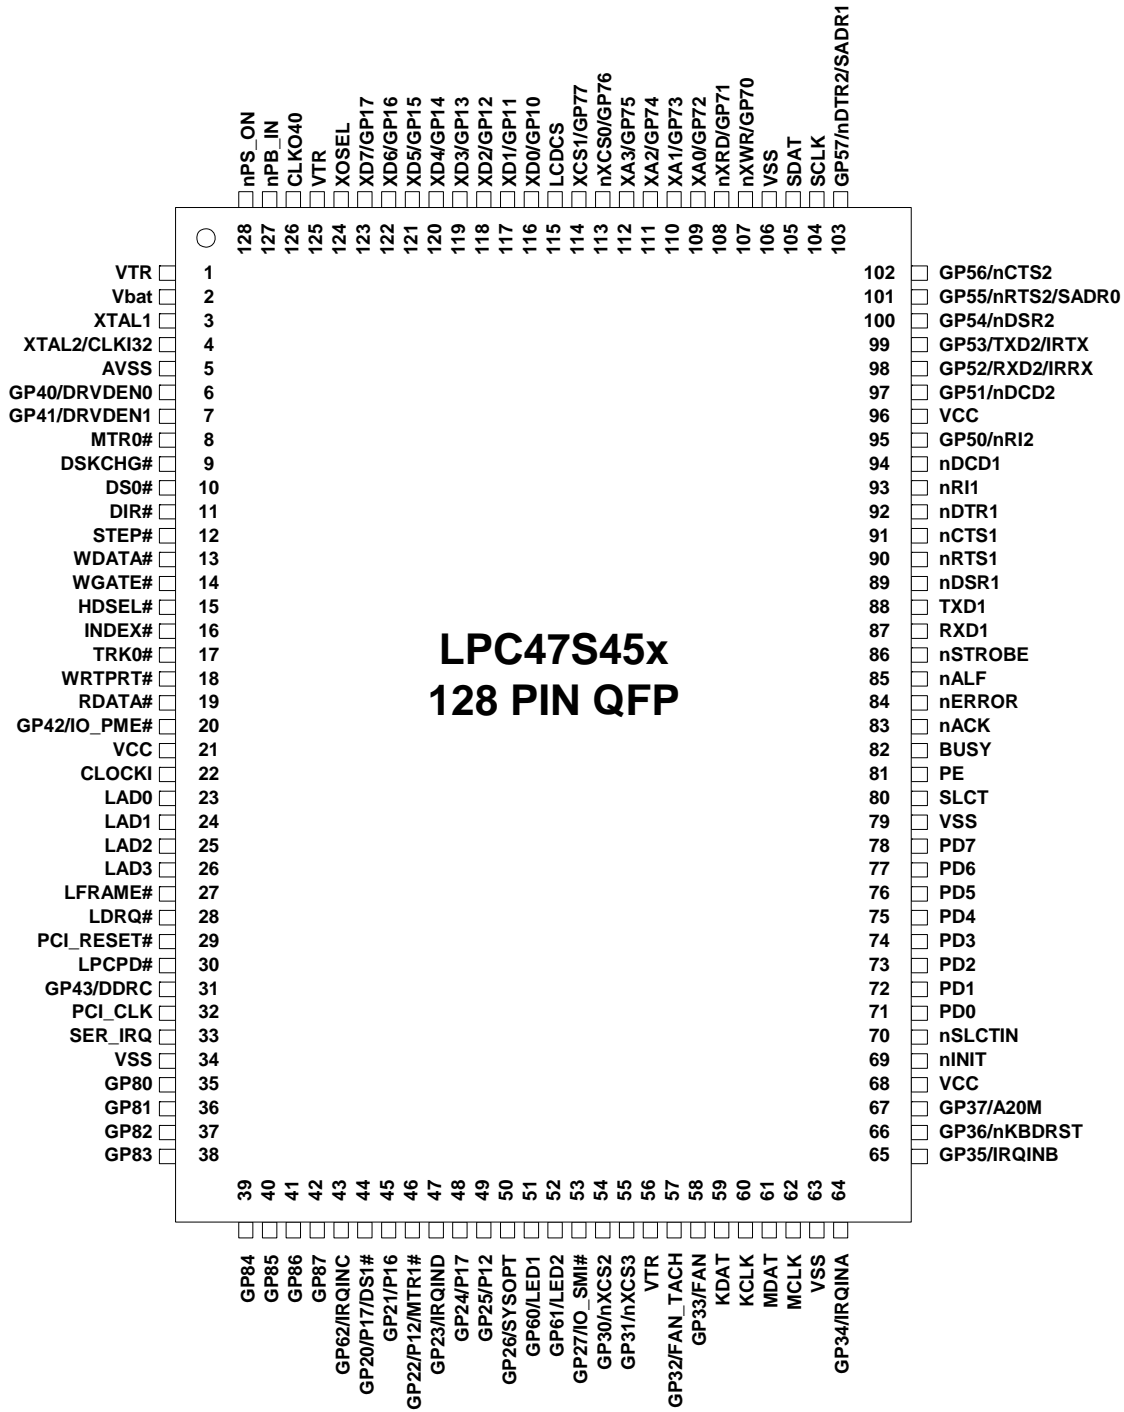 nPS_ON
nPB_IN
CLKO40
VTR
XOSEL
XD7/GP17
XD6/GP16
XD5/GP15
XD4/GP14
XD3/GP13
XD2/GP12
XD1/GP11
XD0/GP10
LCDCS
XCS1/GP77
nXCS0/GP76
XA3/GP75
XA2/GP74
XA1/GP73
XA0/GP72
nXRD/GP71
nXWR/GP70
VSS
SDAT
SCLK
GP57/nDTR2/SADR1
128
127
126
125
124
123
122
121
120
119
118
117
116
115
114
113
112
111
110
109
108
107
106
105
104
103
VTR 1
Vbat 2
XTAL1 3
XTAL2/CLKI32 4
AVSS 5
GP40/DRVDEN0 6
GP41/DRVDEN1 7
MTR0# 8
DSKCHG# 9
DS0# 10
DIR# 11
STEP# 12
WDATA# 13
WGATE# 14
HDSEL# 15
INDEX# 16
TRK0# 17
WRTPRT# 18
RDATA# 19
GP42/IO_PME# 20
VCC 21
CLOCKI 22
LAD0 23
LAD1 24
LAD2 25
LAD3 26
LFRAME# 27
LDRQ# 28
PCI_RESET# 29
LPCPD# 30
GP43/DDRC 31
PCI_CLK 32
SER_IRQ 33
VSS 34
GP80 35
GP81 36
GP82 37
GP83 38
LPC47S45x
128 PIN QFP
102 GP56/nCTS2
101 GP55/nRTS2/SADR0
100 GP54/nDSR2
99 GP53/TXD2/IRTX
98 GP52/RXD2/IRRX
97 GP51/nDCD2
96 VCC
95 GP50/nRI2
94 nDCD1
93 nRI1
92 nDTR1
91 nCTS1
90 nRTS1
89 nDSR1
88 TXD1
87 RXD1
86 nSTROBE
85 nALF
84 nERROR
83 nACK
82 BUSY
81 PE
80 SLCT
79 VSS
78 PD7
77 PD6
76 PD5
75 PD4
74 PD3
73 PD2
72 PD1
71 PD0
70 nSLCTIN
69 nINIT
68 VCC
67 GP37/A20M
66 GP36/nKBDRST
65 GP35/IRQINB
39
40
41
42
43
44
45
46
47
48
49
50
51
52
53
54
55
56
57
58
59
60
61
62
63
64
GP84
GP85
GP86
GP87
GP62/IRQINC
GP20/P17/DS1#
GP21/P16
GP22/P12/MTR1#
GP23/IRQIND
GP24/P17
GP25/P12
GP26/SYSOPT
GP60/LED1
GP61/LED2
GP27/IO_SMI#
GP30/nXCS2
GP31/nXCS3
VTR
GP32/FAN_TACH
GP33/FAN
KDAT
KCLK
MDAT
MCLK
VSS
GP34/IRQINA